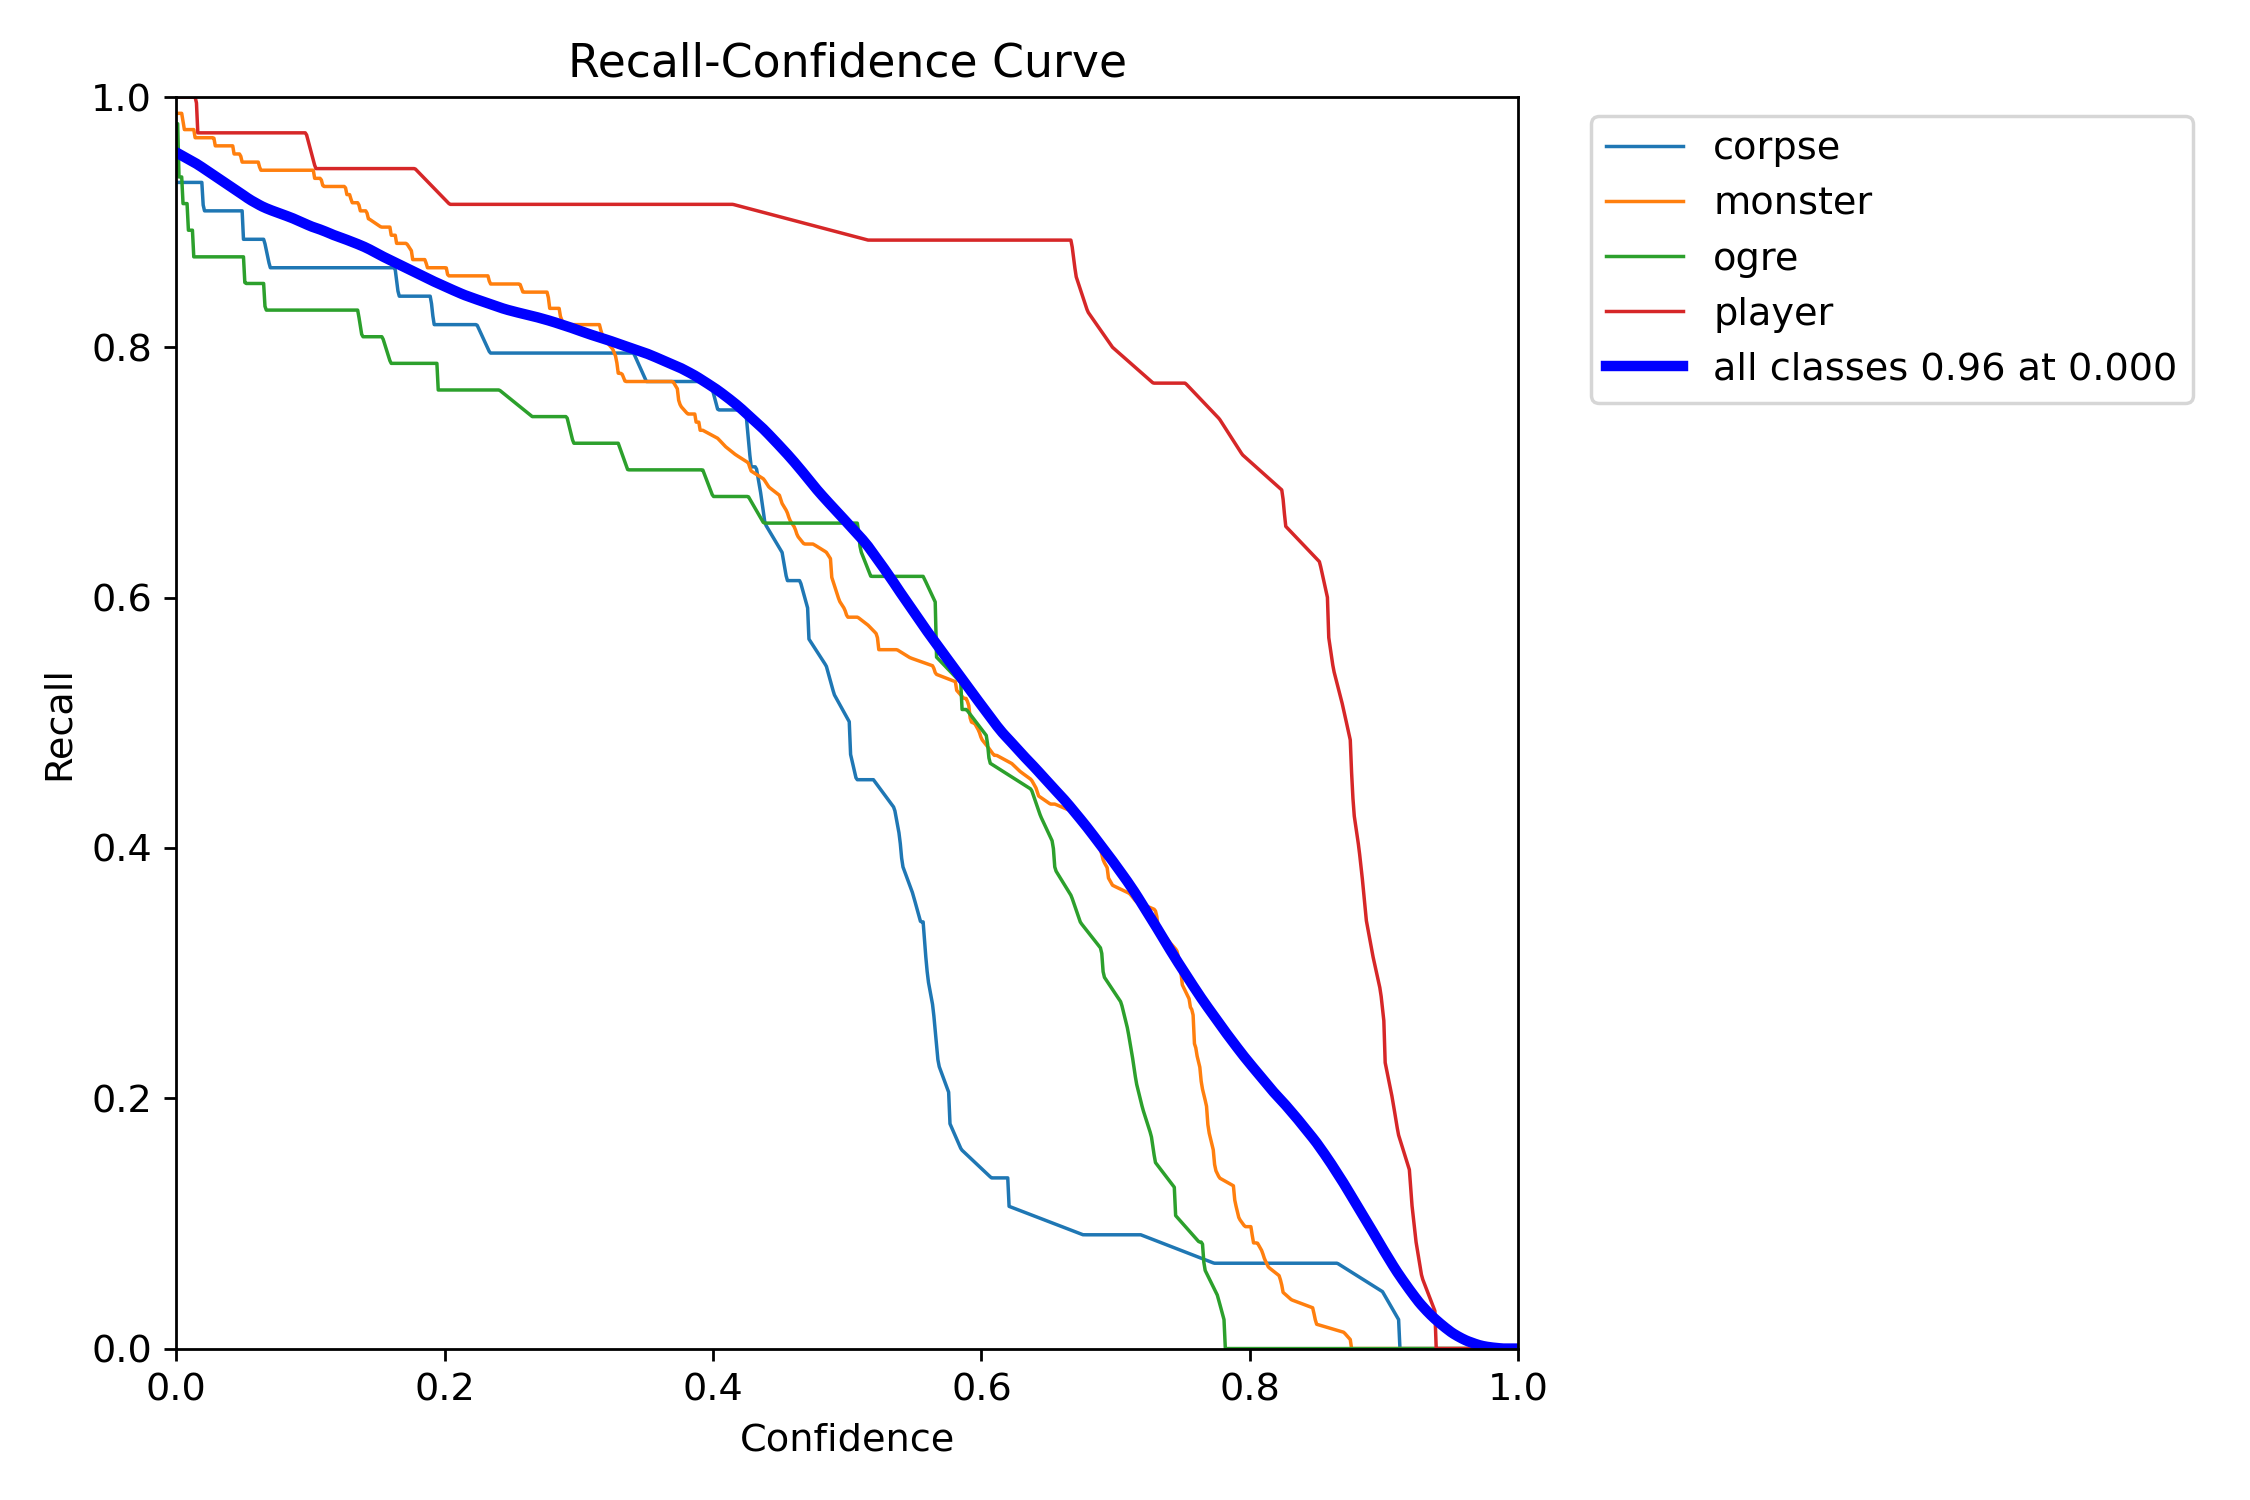 Recall-Confidence Curve
1.0
0.8
0.6
0.4
0.2
0.0
Recall
0.0 0.2 0.4 0.6 0.8 1.0
Confidence
corpse
monster
ogre
player
all classes 0.96 at 0.000